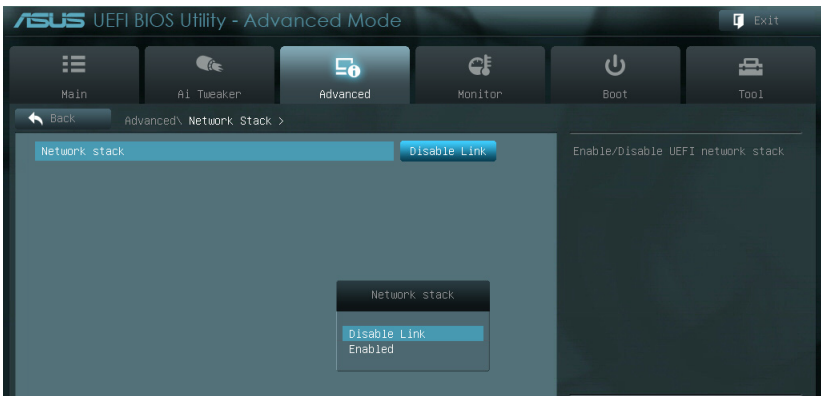 ASUS UEFI BIOS Utility - Advanced Mode
Exit
Main
Ai Tweaker
Advanced
Monitor
Boot
Tool
Back
Advanced\ Network Stack >
Network stack
Disable Link
Enable/Disable UEFI network stack
Network stack
Disable Link
Enabled